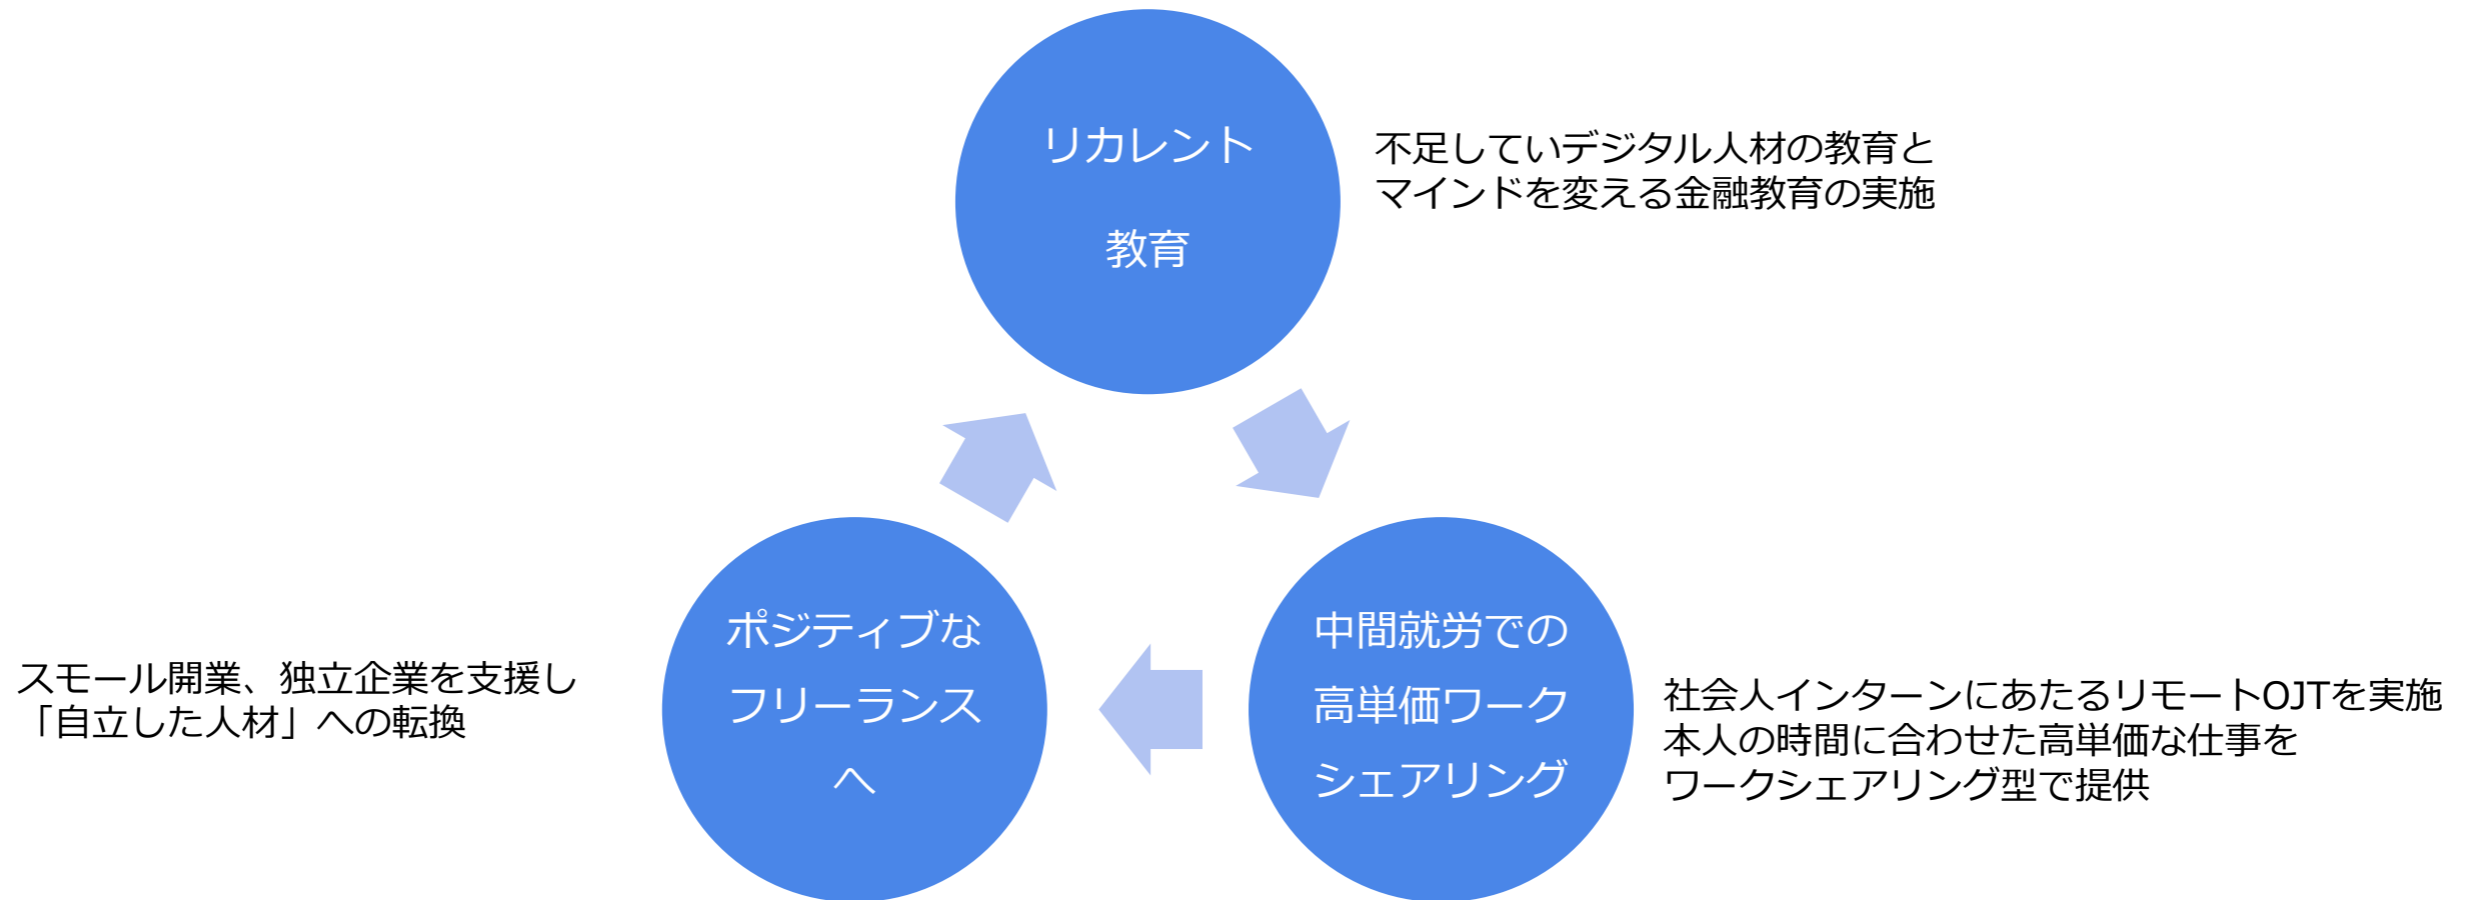 リカレント
教育
不足していデジタル人材の教育と
マインドを変える金融教育の実施
ポジティブな
フリーランス
へ
スモール開業、独立企業を支援し
「自立した人材」への転換
中間就労での
高単価ワーク
シェアリング
社会人インターンにあたるリモートOJTを実施
本人の時間に合わせた高単価な仕事を
ワークシェアリング型で提供